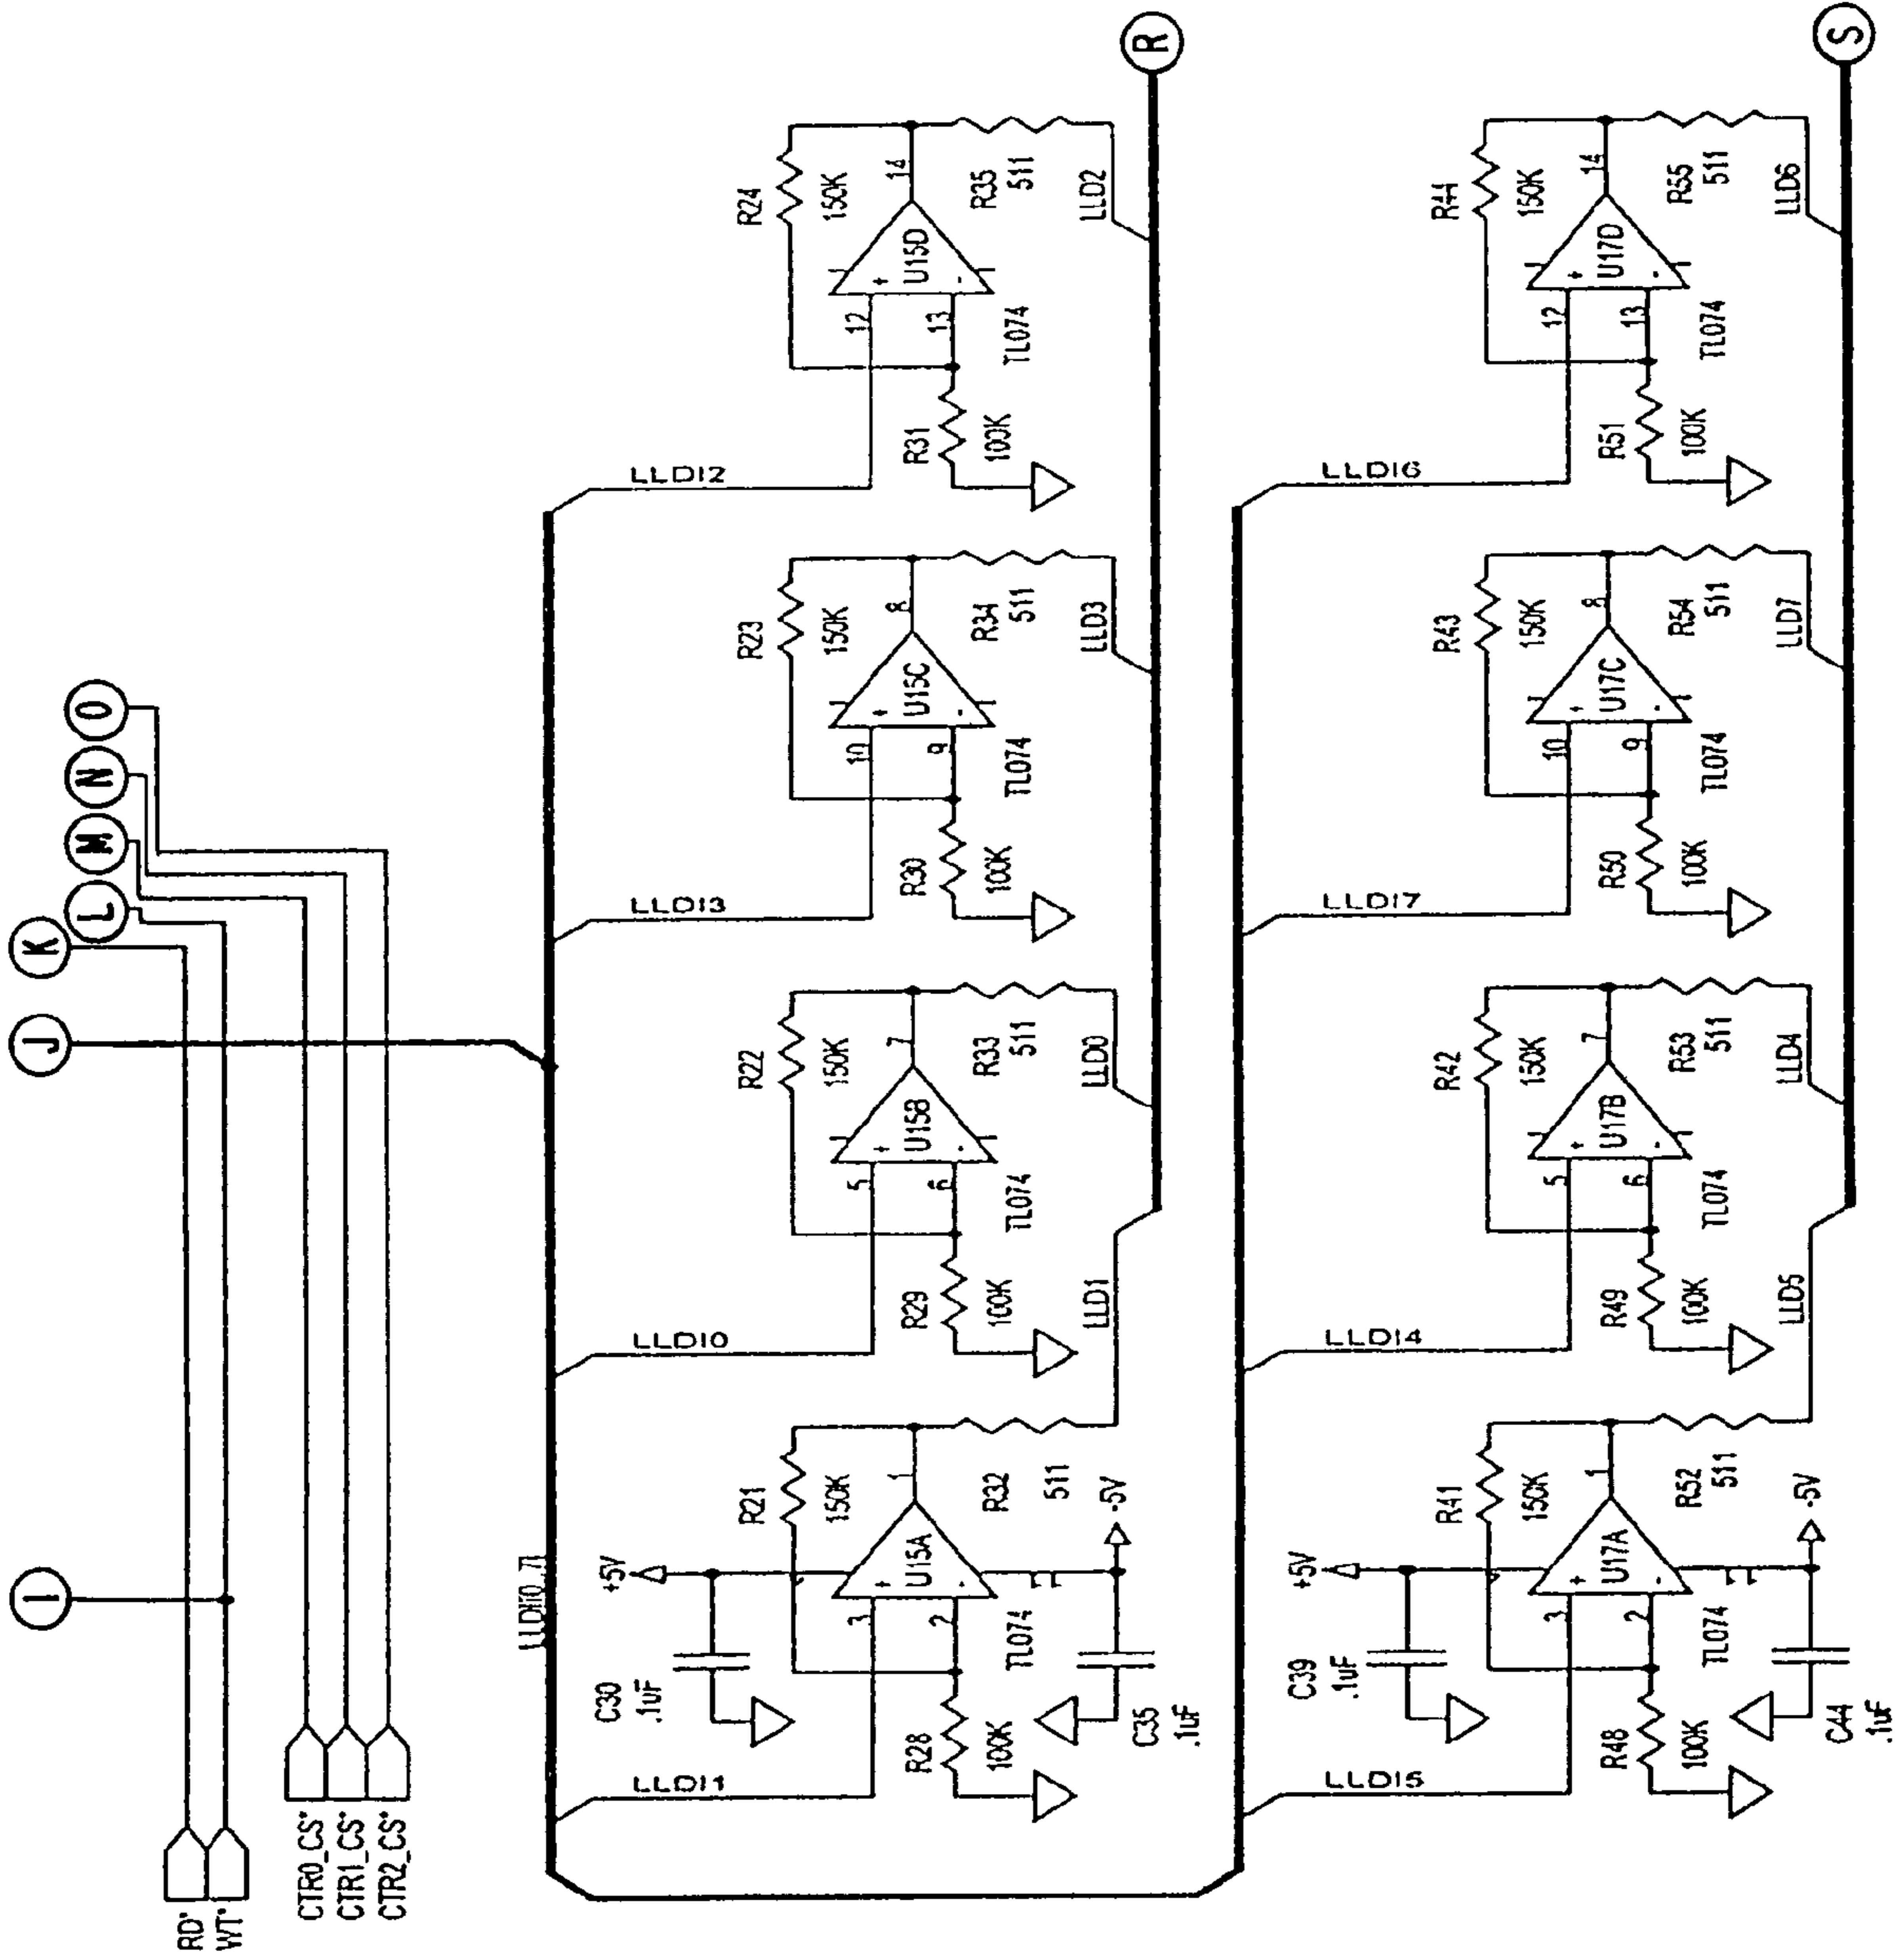 I
J
K
L
M
N
O
RD*
WT*
CTR0_CS*
CTR1_CS*
CTR2_CS*
LLDI1
LLDI0
LLDI3
LLDI2
R21
150K
R22
150K
R23
150K
R24
150K
+5V
C30
.1uF
3
2
1
+
-
U15A
TL074
R28
100K
R32
511
-5V
C35
.1uF
LLD1
5
6
7
+
-
U15B
TL074
R29
100K
R33
511
LLD0
10
9
8
+
-
U15C
TL074
R30
100K
R34
511
LLD3
12
13
14
+
-
U15D
TL074
R31
100K
R35
511
LLD2
R
LLDI5
LLDI4
LLDI7
LLDI6
R41
150K
R42
150K
R43
150K
R44
150K
+5V
C39
.1uF
3
2
1
+
-
U17A
TL074
R48
100K
R52
511
-5V
C44
.1uF
LLD5
5
6
7
+
-
U17B
TL074
R49
100K
R53
511
LLD4
10
9
8
+
-
U17C
TL074
R50
100K
R54
511
LLD7
12
13
14
+
-
U17D
TL074
R51
100K
R55
511
LLD6
S